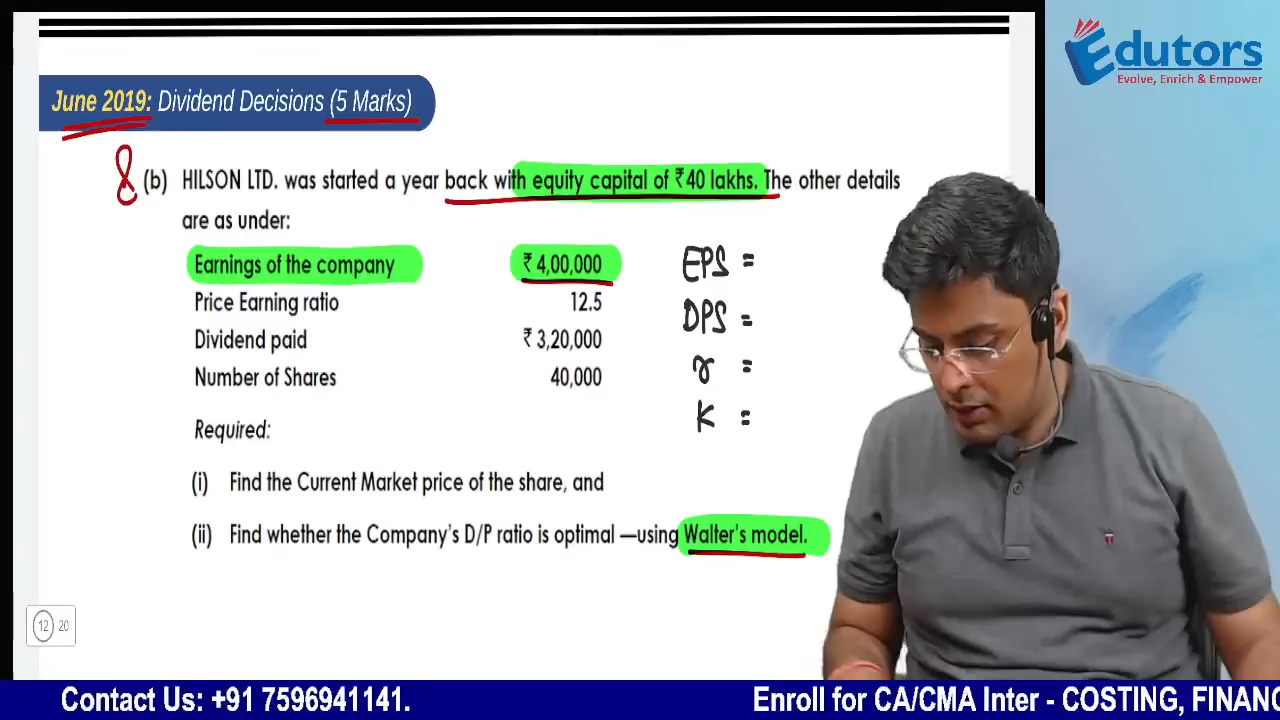 Edutors
Evolve, Enrich & Empower
June 2019: Dividend Decisions (5 Marks)
8 (b) HILSON LTD. was started a year back with equity capital of ₹40 lakhs. The other details
are as under:
Earnings of the company ₹ 4,00,000 EPS =
Price Earning ratio 12.5
Dividend paid ₹ 3,20,000 DPS =
Number of Shares 40,000 r =
K =
Required:
(i) Find the Current Market price of the share, and
(ii) Find whether the Company's D/P ratio is optimal —using Walter's model.
12 20
Contact Us: +91 7596941141. Enroll for CA/CMA Inter - COSTING, FINANC